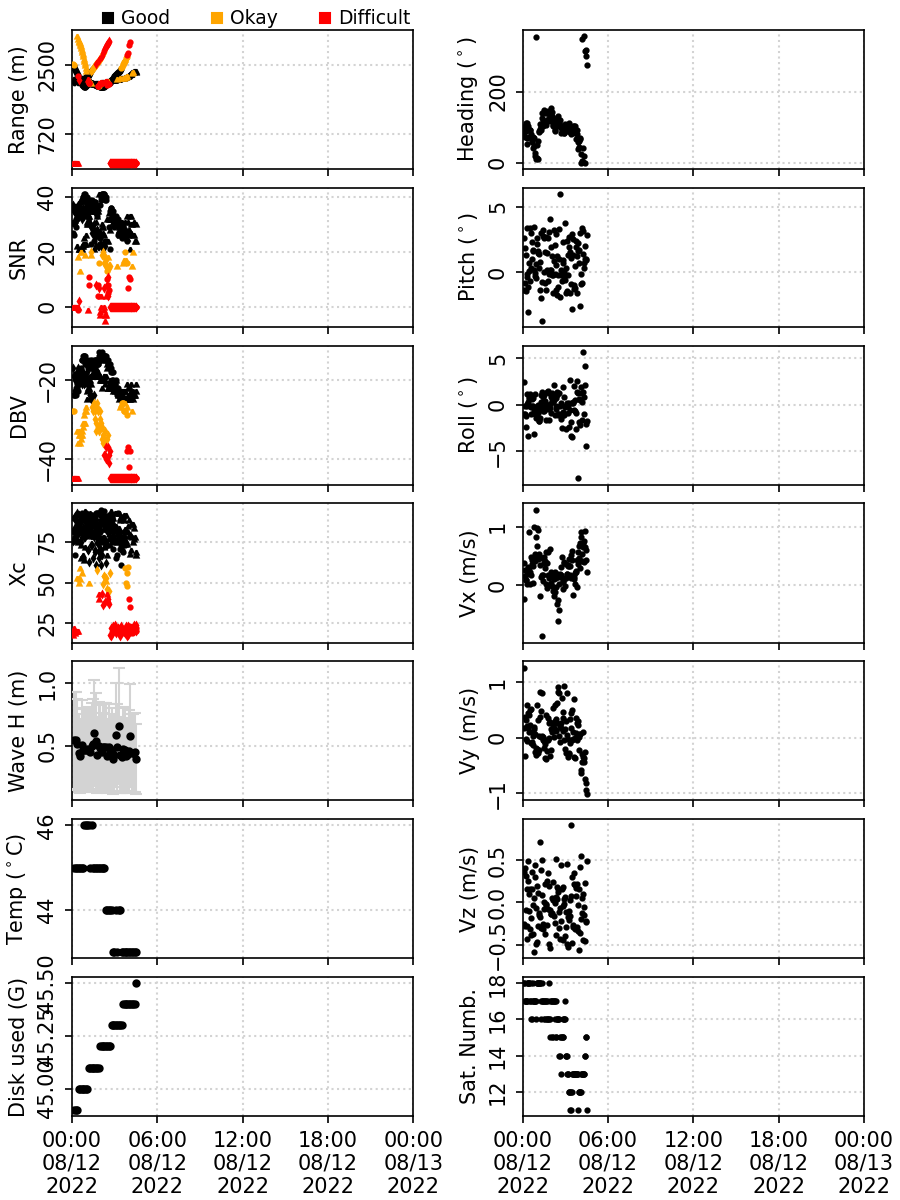 Good Okay Difficult
Range (m)
2500
720
Heading (°)
200
0
SNR
40
20
0
Pitch (°)
5
0
DBV
−20
−40
Roll (°)
5
0
−5
Xc
75
50
25
Vx (m/s)
1
0
Wave H (m)
1.0
0.5
Vy (m/s)
1
0
−1
Temp (°C)
46
44
Vz (m/s)
0.5
0.0
−0.5
Disk used (G)
45.50
45.25
45.00
Sat. Numb.
18
16
14
12
00:00 06:00 12:00 18:00 00:00
08/12 08/12 08/12 08/12 08/13
2022 2022 2022 2022 2022
00:00 06:00 12:00 18:00 00:00
08/12 08/12 08/12 08/12 08/13
2022 2022 2022 2022 2022